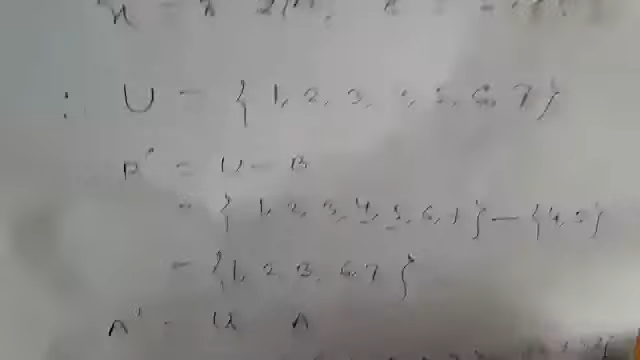 ∴ U = { 1, 2, 3, 4, 5, 6, 7 }
B' = U - B
= { 1, 2, 3, 4, 5, 6, 7 } - {4, 5}
= {1, 2, 3, 6, 7 }
A' = U A